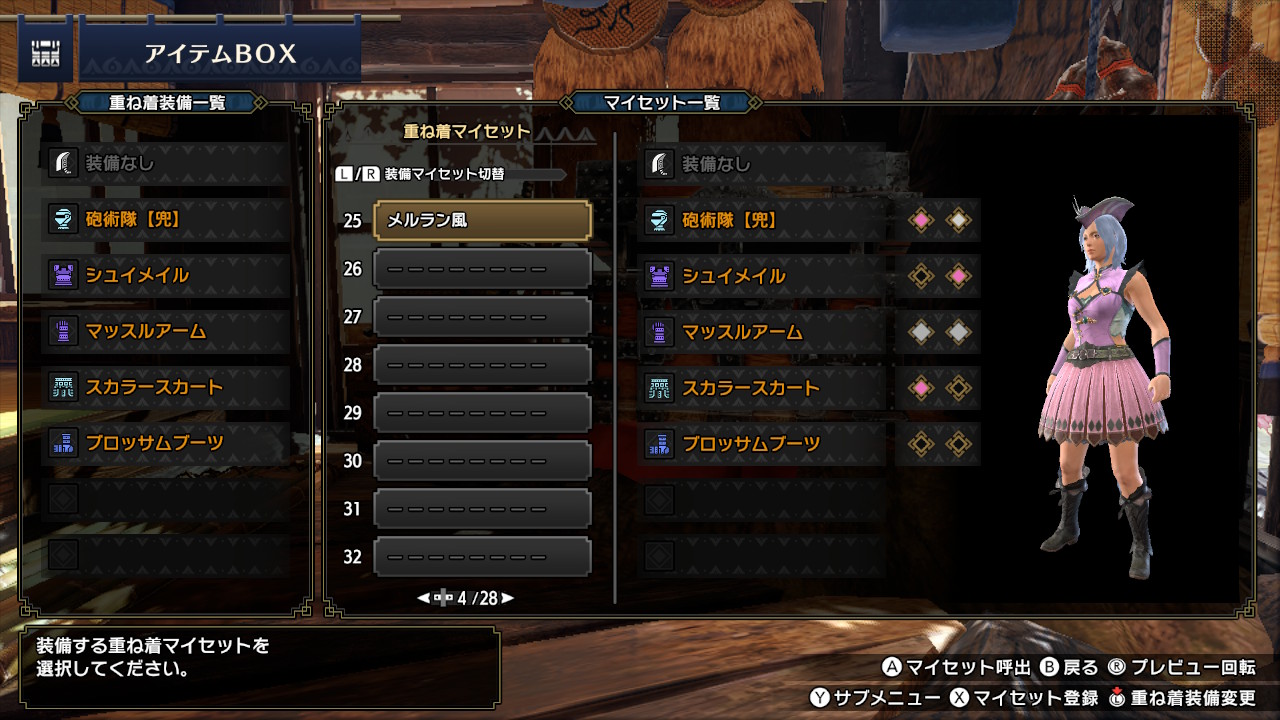 アイテムBOX
重ね着装備一覧
装備なし
砲術隊【兜】
シュイメイル
マッスルアーム
スカラースカート
ブロッサムブーツ
マイセット一覧
重ね着マイセット
L/R 装備マイセット切替
25 メルラン風
26 ————————
27 ————————
28 ————————
29 ————————
30 ————————
31 ————————
32 ————————
4/28
装備なし
砲術隊【兜】
シュイメイル
マッスルアーム
スカラースカート
ブロッサムブーツ
装備する重ね着マイセットを
選択してください。
Aマイセット呼出 B戻る Rプレビュー回転
Yサブメニュー Xマイセット登録 L重ね着装備変更